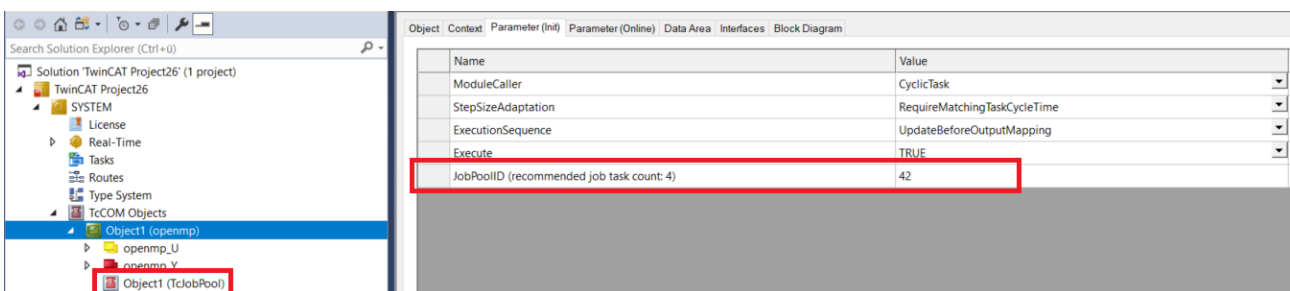 Search Solution Explorer (Ctrl+ü)
Solution 'TwinCAT Project26' (1 project)
TwinCAT Project26
SYSTEM
License
Real-Time
Tasks
Routes
Type System
TcCOM Objects
Object1 (openmp)
openmp_U
openmp_Y
Object1 (TcJobPool)
Object Context Parameter (Init) Parameter (Online) Data Area Interfaces Block Diagram
Name Value
ModuleCaller CyclicTask
StepSizeAdaptation RequireMatchingTaskCycleTime
ExecutionSequence UpdateBeforeOutputMapping
Execute TRUE
JobPoolID (recommended job task count: 4) 42